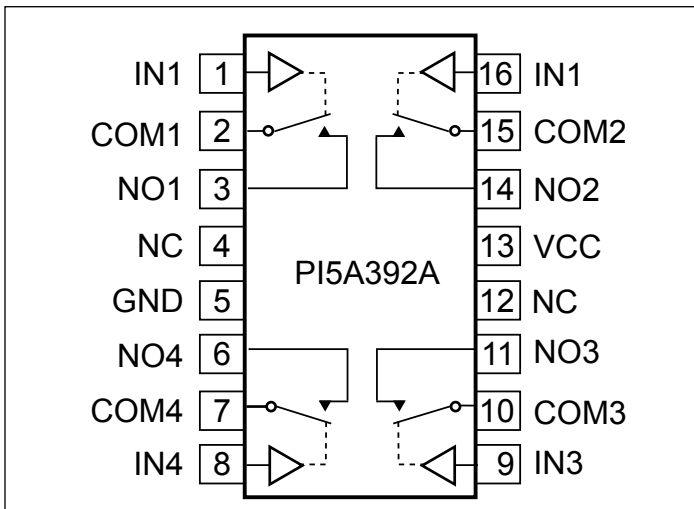 IN1 1 16 IN1
COM1 2 15 COM2
NO1 3 14 NO2
NC 4 13 VCC
PI5A392A
GND 5 12 NC
NO4 6 11 NO3
COM4 7 10 COM3
IN4 8 9 IN3